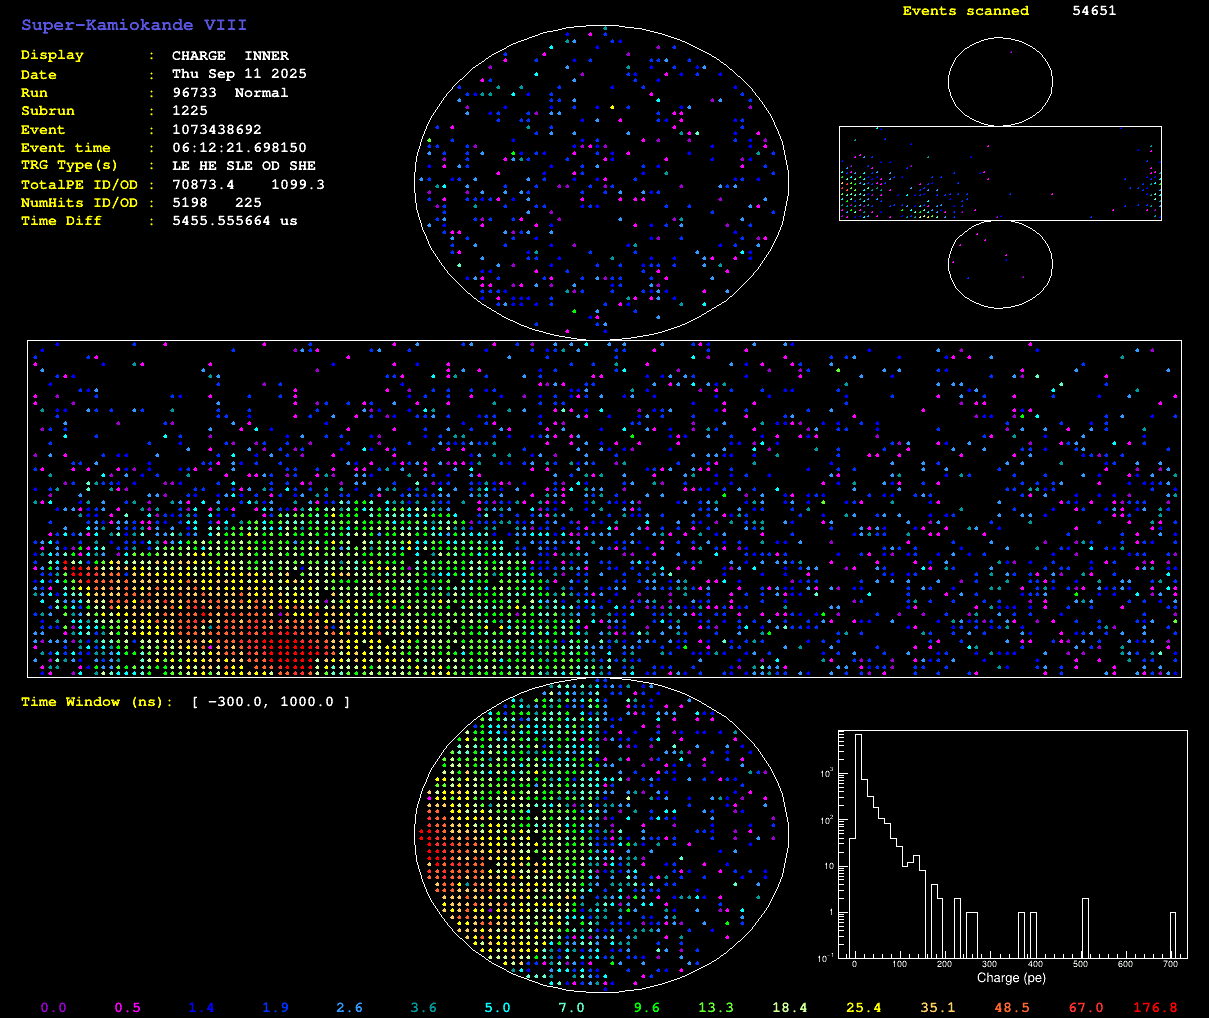 Super-Kamiokande VIII
Display : CHARGE INNER
Date : Thu Sep 11 2025
Run : 96733 Normal
Subrun : 1225
Event : 1073438692
Event time : 06:12:21.698150
TRG Type(s) : LE HE SLE OD SHE
TotalPE ID/OD : 70873.4 1099.3
NumHits ID/OD : 5198 225
Time Diff : 5455.555664 us
Events scanned 54651
Time Window (ns): [ -300.0, 1000.0 ]
10³
10²
10
1
10⁻¹
0 100 200 300 400 500 600 700
Charge (pe)
0.0 0.5 1.4 1.9 2.6 3.6 5.0 7.0 9.6 13.3 18.4 25.4 35.1 48.5 67.0 176.8